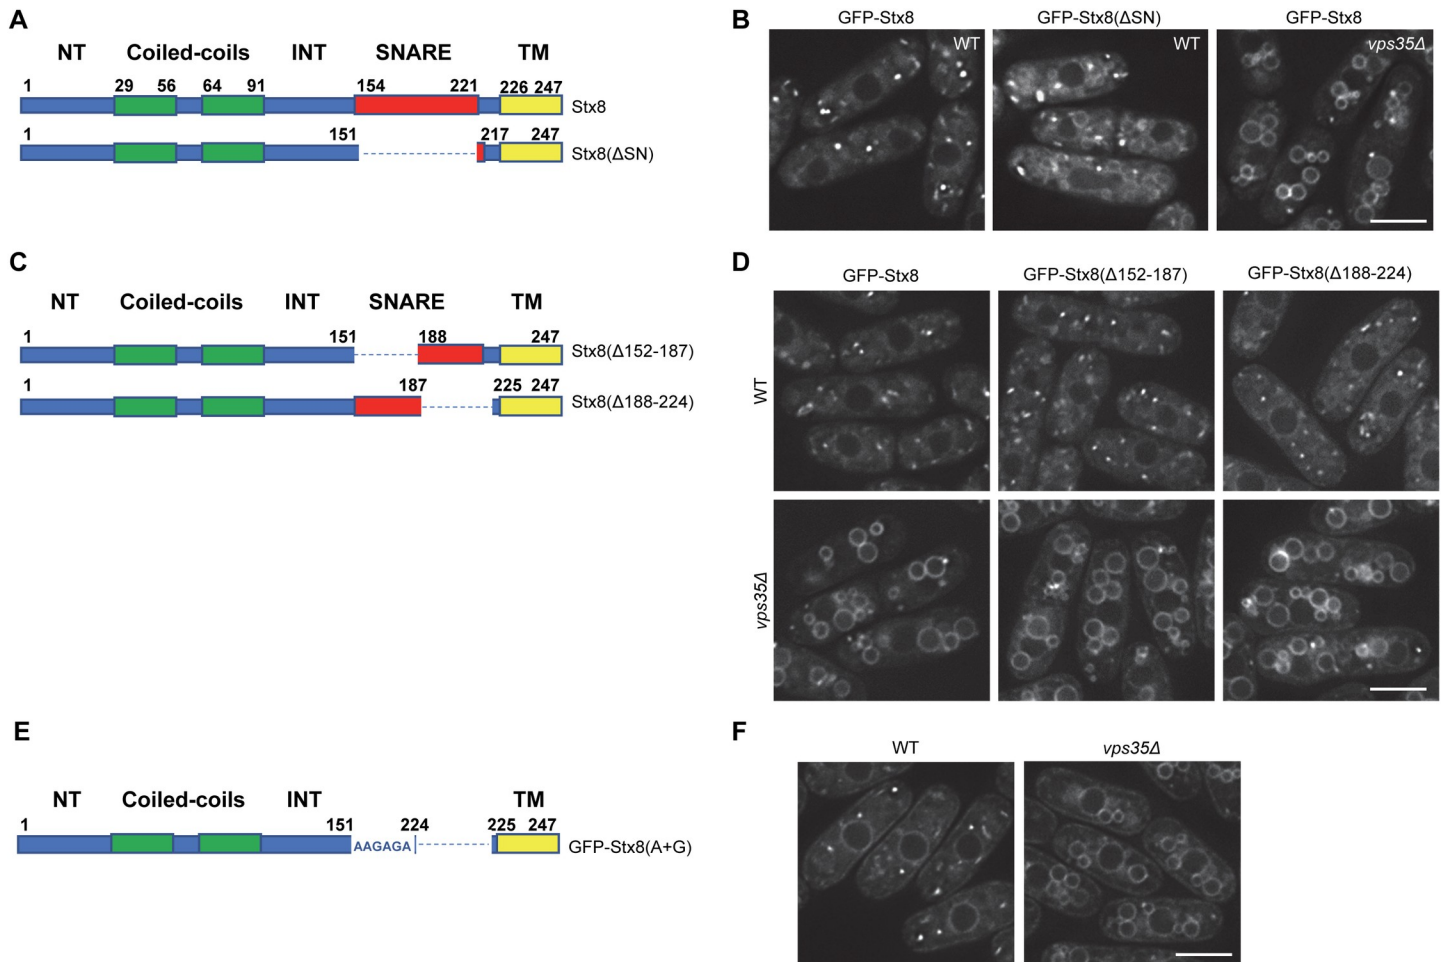 A
NT Coiled-coils INT SNARE TM
1 29 56 64 91 154 221 226 247
Stx8
1 151 217 247
Stx8(ΔSN)
B
GFP-Stx8 GFP-Stx8(ΔSN) GFP-Stx8
WT WT vps35Δ
C
NT Coiled-coils INT SNARE TM
1 151 188 247
Stx8(Δ152-187)
1 187 225 247
Stx8(Δ188-224)
D
GFP-Stx8 GFP-Stx8(Δ152-187) GFP-Stx8(Δ188-224)
WT
vps35Δ
E
NT Coiled-coils INT TM
1 151 224 225 247
AAGAGA
GFP-Stx8(A+G)
F
WT vps35Δ